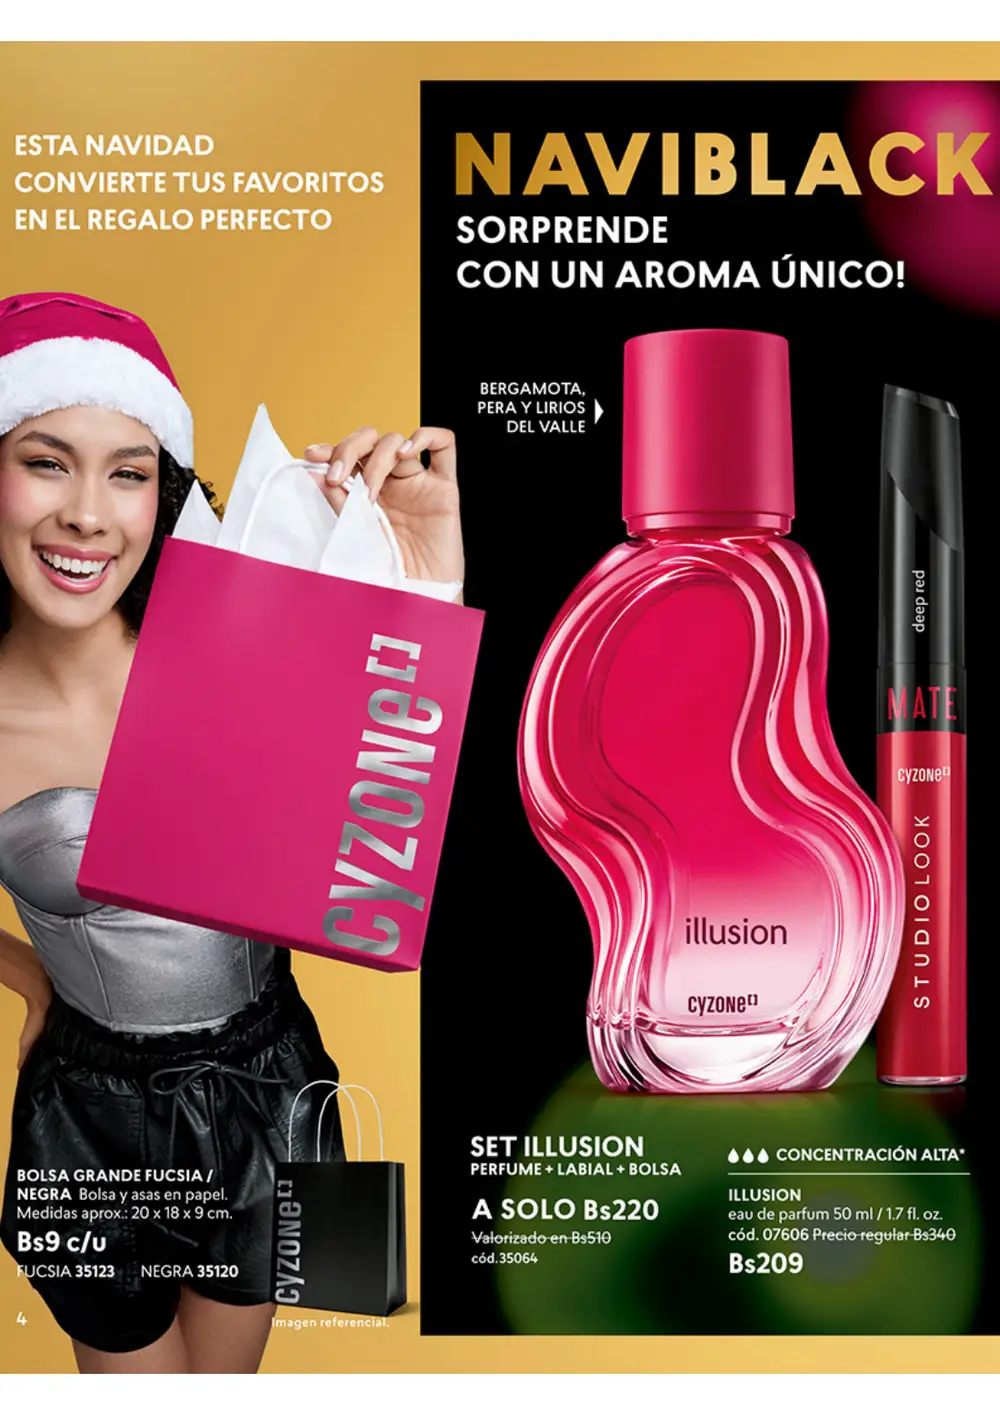 ESTA NAVIDAD
CONVIERTE TUS FAVORITOS
EN EL REGALO PERFECTO
NAVIBLACK
SORPRENDE
CON UN AROMA ÚNICO!
BERGAMOTA,
PERA Y LIRIOS
DEL VALLE
deep red
MATE
cyzone[]
STUDIOLOOK
cyzone[]
illusion
cyzone[]
SET ILLUSION
PERFUME + LABIAL + BOLSA
A SOLO Bs220
Valorizado en Bs510
cód.35064
CONCENTRACIÓN ALTA*
ILLUSION
eau de parfum 50 ml / 1.7 fl. oz.
cód. 07606 Precio regular Bs340
Bs209
BOLSA GRANDE FUCSIA /
NEGRA Bolsa y asas en papel.
Medidas aprox.: 20 x 18 x 9 cm.
Bs9 c/u
FUCSIA 35123 NEGRA 35120
cyzone[]
Imagen referencial.
4